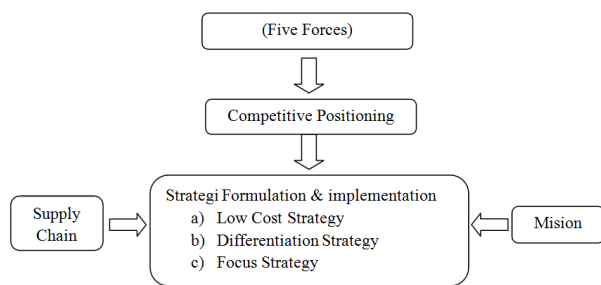 (Five Forces)
Competitive Positioning
Strategi Formulation & implementation
a) Low Cost Strategy
b) Differentiation Strategy
c) Focus Strategy
Supply
Chain
Mision